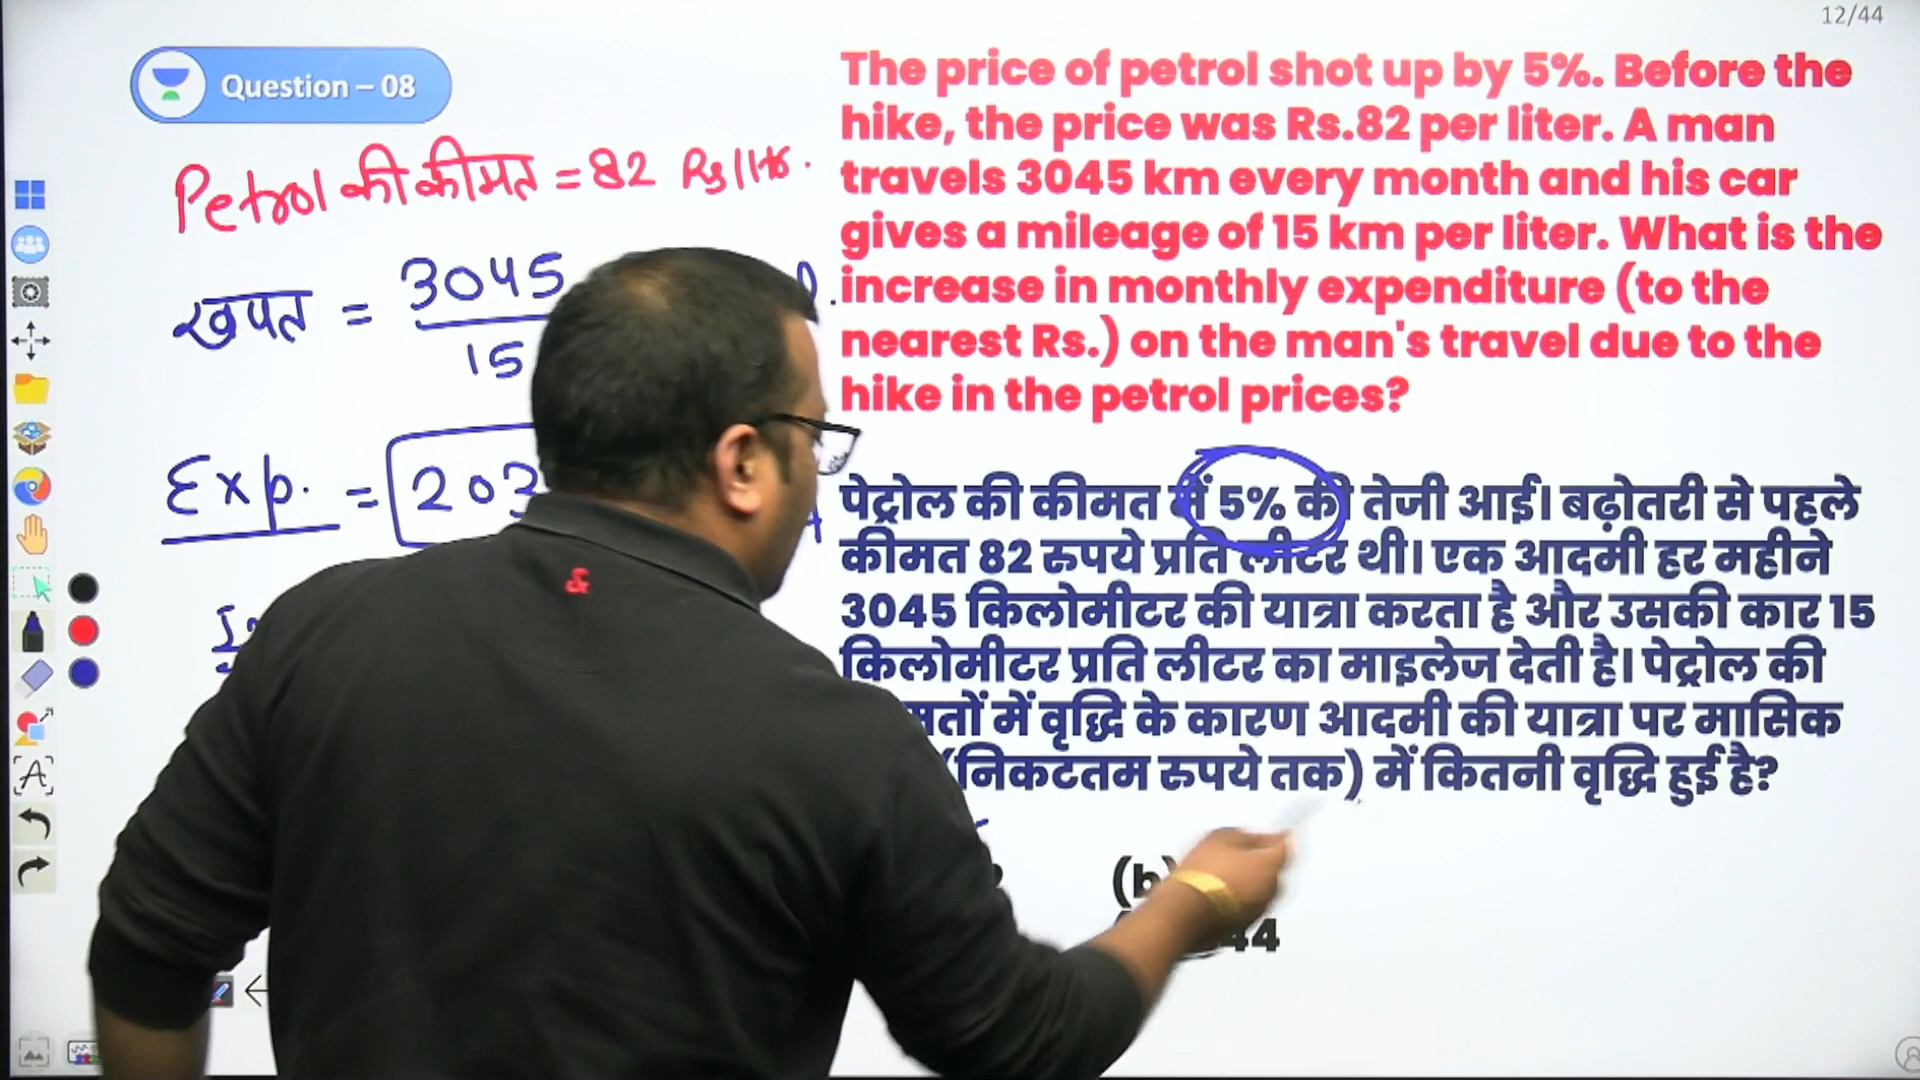 12/44
Question – 08
The price of petrol shot up by 5%. Before the
hike, the price was Rs.82 per liter. A man
travels 3045 km every month and his car
gives a mileage of 15 km per liter. What is the
increase in monthly expenditure (to the
nearest Rs.) on the man's travel due to the
hike in the petrol prices?
Petrol की कीमत = 82 Rs/ltr.
खपत = 3045
15
Exp. = 203
पेट्रोल की कीमत में 5% की तेजी आई। बढ़ोतरी से पहले
कीमत 82 रुपये प्रति लीटर थी। एक आदमी हर महीने
3045 किलोमीटर की यात्रा करता है और उसकी कार 15
किलोमीटर प्रति लीटर का माइलेज देती है। पेट्रोल की
में वृद्धि के कारण आदमी की यात्रा पर मासिक
(निकटतम रुपये तक) में कितनी वृद्धि हुई है?
(b)
44